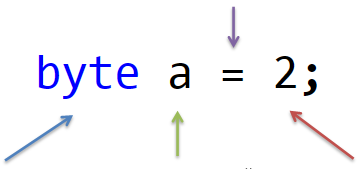 byte a = 2;